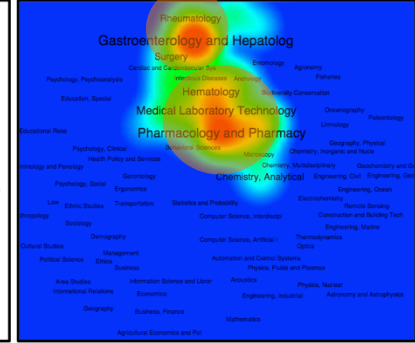 Rheumatology
Gastroenterology and Hepatolog
Surgery
Cardiac and Cardiovascular Sys
Entomology
Agronomy
Infectious Diseases
Fisheries
Psychology, Psychoanalysis
Hematology
Biodiversity Conservation
Education, Special
Medical Laboratory Technology
Oceanography
Paleontology
Limnology
Pharmacology and Pharmacy
Geography, Physical
Psychology, Clinical
Behavioral Sciences
Chemistry, Inorganic and Nucle
Microscopy
Health Policy and Services
Chemistry, Multidisciplinary
Geochemistry and Ge
minology and Penology
Gerontology
Chemistry, Analytical
Engineering, Civil
Engineering, Geo
Psychology, Social
Ergonomics
Engineering, Ocean
Electrochemistry
Law
Ethnic Studies
Transportation
Statistics and Probability
Remote Sensing
Computer Science, Interdiscipl
Construction and Building Tech
Sociology
Engineering, Marine
Demography
Computer Science, Artificial I
Thermodynamics
Cultural Studies
Optics
Management
Political Science
Ethics
Automation and Control Systems
Business
Physics, Fluids and Plasmas
Area Studies
Information Science and Librar
Acoustics
Physics, Nuclear
International Relations
Economics
Engineering, Industrial
Astronomy and Astrophysics
Geography
Business, Finance
Mathematics
Agricultural Economics and Pol